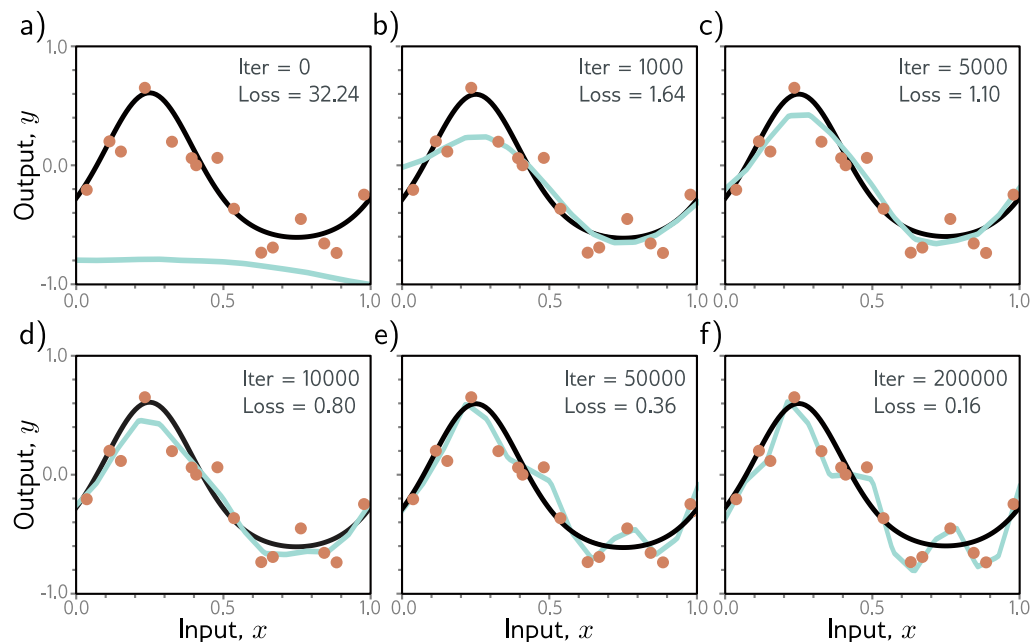 a)
Iter = 0
Loss = 32.24
1.0
0.0
-1.0
Output, y
0.0
0.5
1.0
b)
Iter = 1000
Loss = 1.64
0.0
0.5
1.0
c)
Iter = 5000
Loss = 1.10
0.0
0.5
1.0
d)
Iter = 10000
Loss = 0.80
1.0
0.0
-1.0
Output, y
0.0
0.5
1.0
Input, x
e)
Iter = 50000
Loss = 0.36
0.0
0.5
1.0
Input, x
f)
Iter = 200000
Loss = 0.16
0.0
0.5
1.0
Input, x